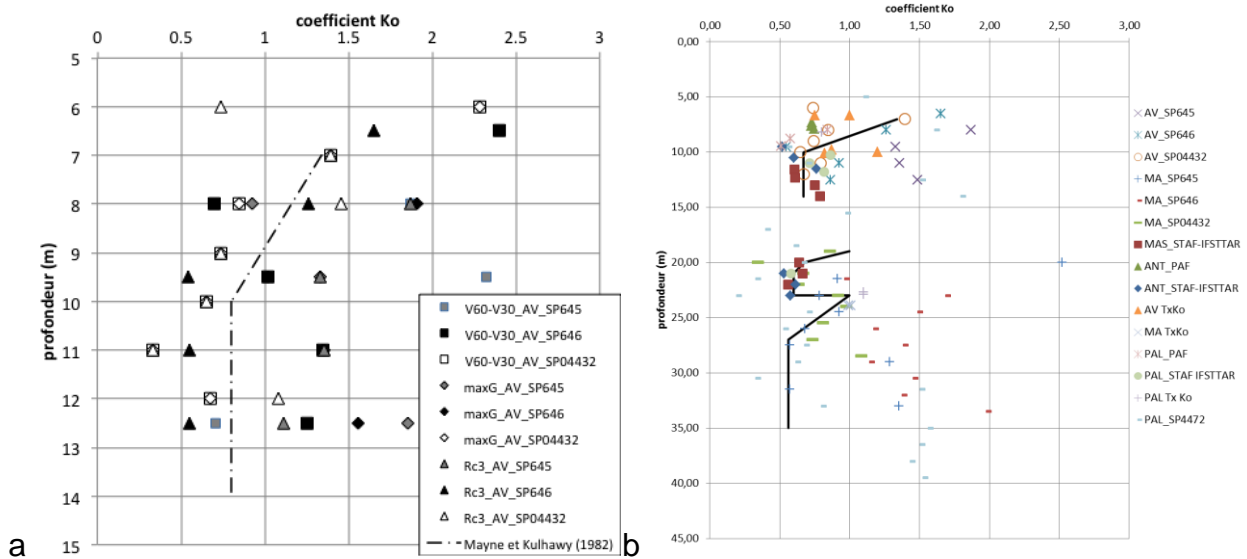 coefficient Ko
0 0.5 1 1.5 2 2.5 3
5
6
7
8
9
10
11
12
13
14
15
profondeur (m)
V60-V30_AV_SP645
V60-V30_AV_SP646
V60-V30_AV_SP04432
maxG_AV_SP645
maxG_AV_SP646
maxG_AV_SP04432
Rc3_AV_SP645
Rc3_AV_SP646
Rc3_AV_SP04432
Mayne et Kulhawy (1982)
a
coefficient Ko
0,00 0,50 1,00 1,50 2,00 2,50 3,00
0,00
5,00
10,00
15,00
20,00
25,00
30,00
35,00
40,00
45,00
profondeur (m)
AV_SP645
AV_SP646
AV_SP04432
MA_SP645
MA_SP646
MA_SP04432
MAS_STAF-IFSTTAR
ANT_PAF
ANT_STAF-IFSTTAR
AV TxKo
MA TxKo
PAL_PAF
PAL_STAF IFSTTAR
PAL Tx Ko
PAL_SP4472
b